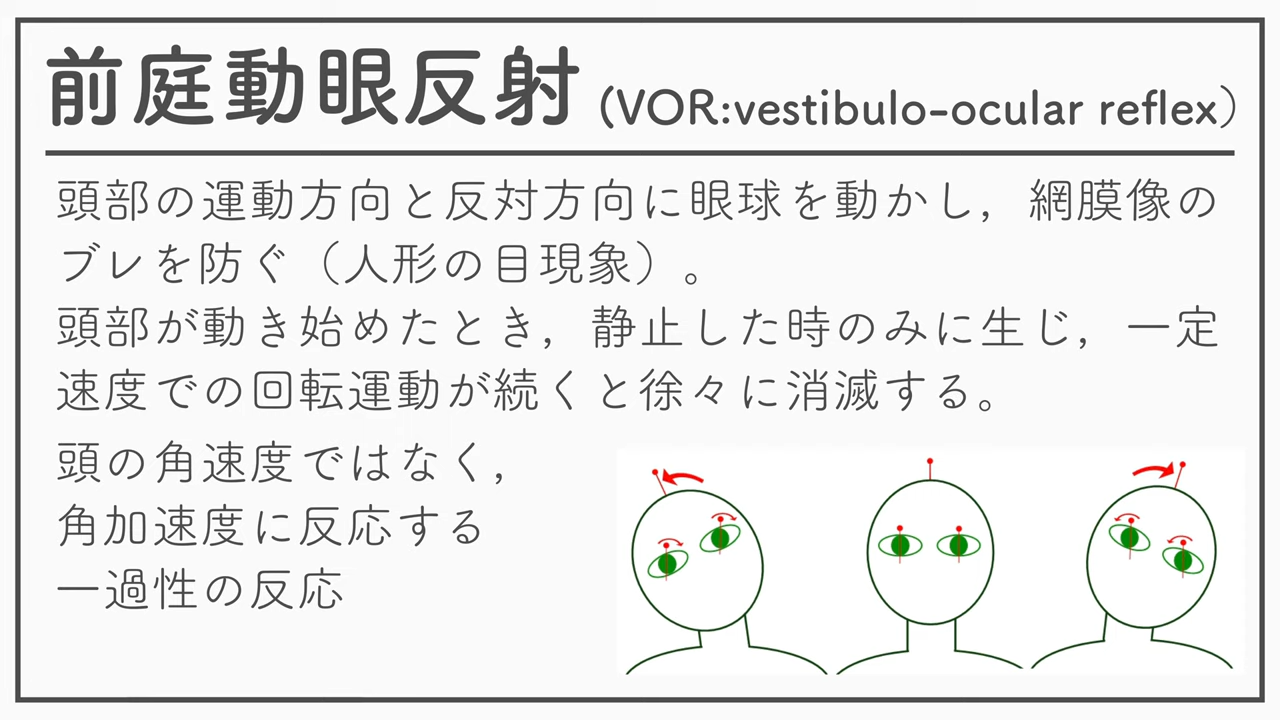 前庭動眼反射 (VOR:vestibulo-ocular reflex)
頭部の運動方向と反対方向に眼球を動かし，網膜像の
ブレを防ぐ（人形の目現象）。
頭部が動き始めたとき，静止した時のみに生じ，一定
速度での回転運動が続くと徐々に消滅する。
頭の角速度ではなく，
角加速度に反応する
一過性の反応